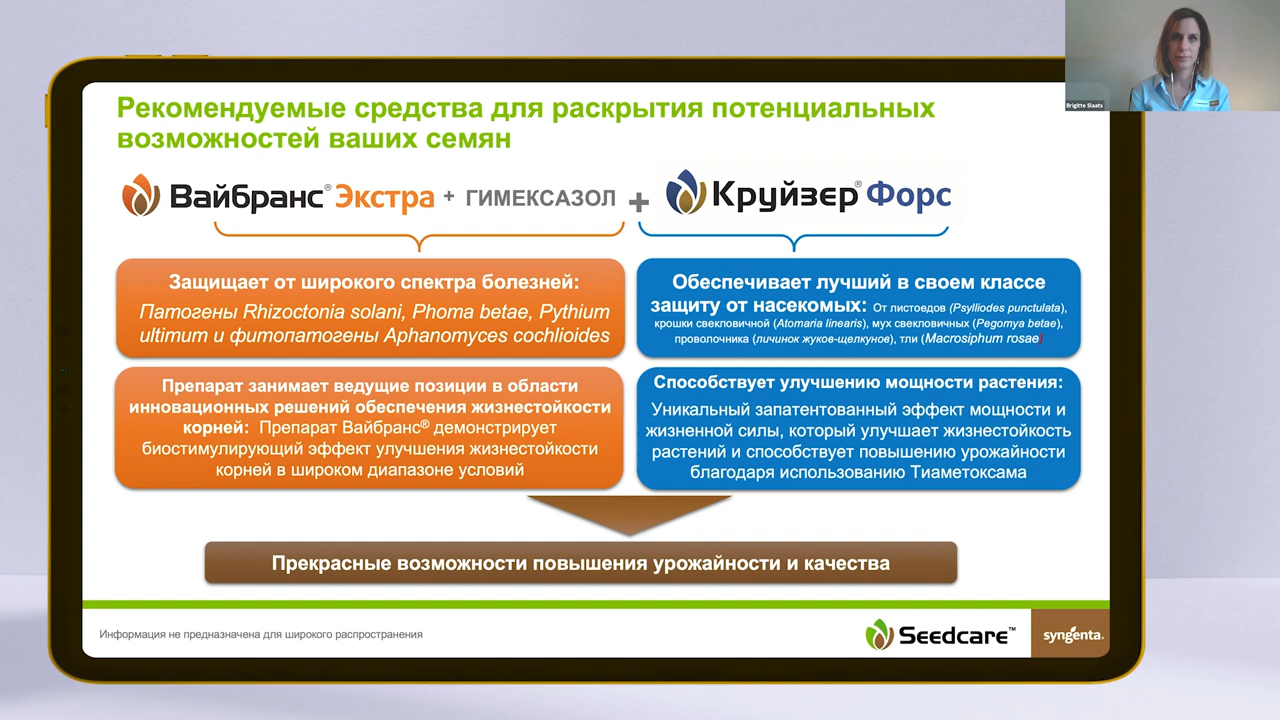 Brigitte Slaats
Рекомендуемые средства для раскрытия потенциальных
возможностей ваших семян
Вайбранс® Экстра + ГИМЕКСАЗОЛ + Круйзер® Форс
Защищает от широкого спектра болезней:
Патогены Rhizoctonia solani, Phoma betae, Pythium
ultimum и фитопатогены Aphanomyces cochlioides
Обеспечивает лучший в своем классе
защиту от насекомых: От листоедов (Psylliodes punctulata),
крошки свекловичной (Atomaria linearis), мух свекловичных (Pegomya betae),
проволочника (личинок жуков-щелкунов), тли (Macrosiphum rosae)
Препарат занимает ведущие позиции в области
инновационных решений обеспечения жизнестойкости
корней: Препарат Вайбранс® демонстрирует
биостимулирующий эффект улучшения жизнестойкости
корней в широком диапазоне условий
Способствует улучшению мощности растения:
Уникальный запатентованный эффект мощности и
жизненной силы, который улучшает жизнестойкость
растений и способствует повышению урожайности
благодаря использованию Тиаметоксама
Прекрасные возможности повышения урожайности и качества
Информация не предназначена для широкого распространения
Seedcare™
syngenta®